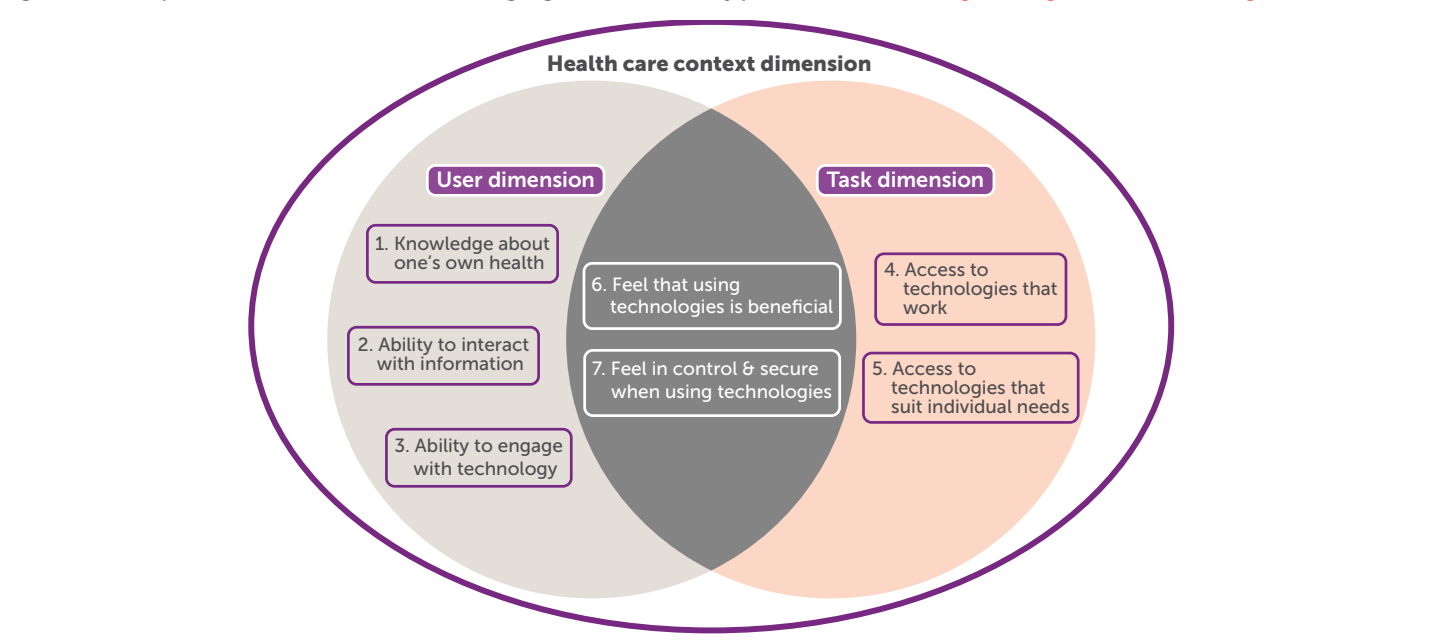 Health care context dimension
User dimension
Task dimension
1. Knowledge about
one's own health
2. Ability to interact
with information
3. Ability to engage
with technology
6. Feel that using
technologies is beneficial
7. Feel in control & secure
when using technologies
4. Access to
technologies that
work
5. Access to
technologies that
suit individual needs